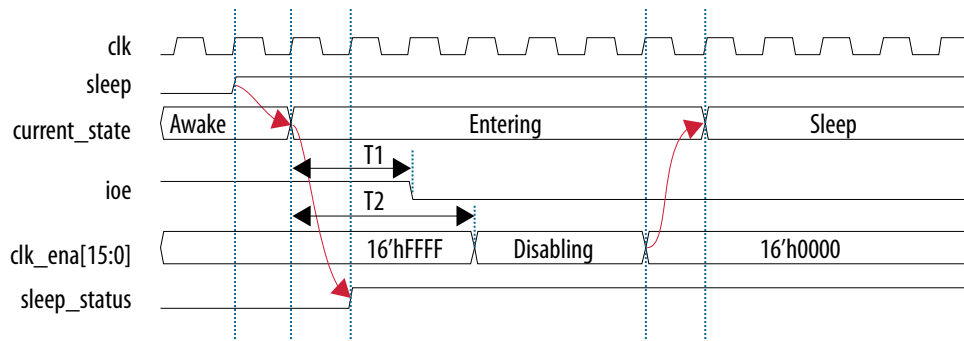 clk
sleep
current_state Awake Entering Sleep
T1
ioe
T2
clk_ena[15:0] 16'hFFFF Disabling 16'h0000
sleep_status